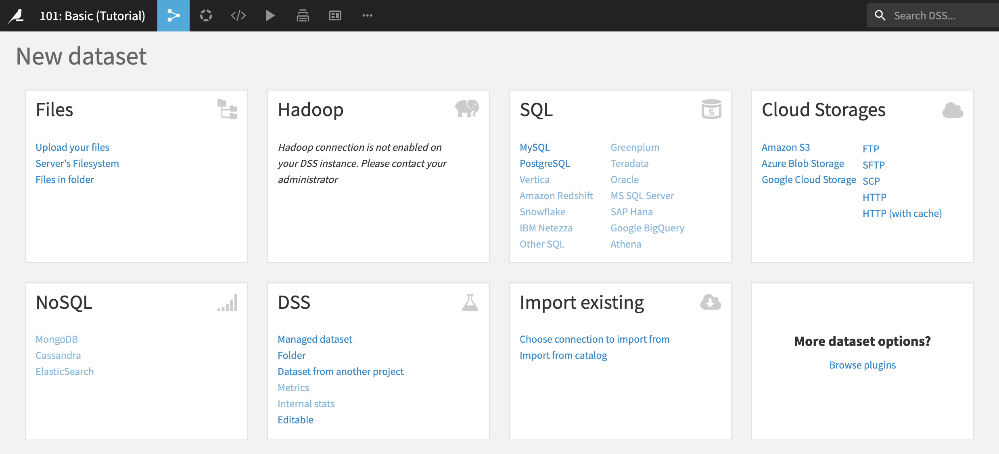 101: Basic (Tutorial)
Search DSS...
New dataset
Files
Upload your files
Server's Filesystem
Files in folder
Hadoop
Hadoop connection is not enabled on
your DSS instance. Please contact your
administrator
SQL
MySQL
PostgreSQL
Vertica
Amazon Redshift
Snowflake
IBM Netezza
Other SQL
Greenplum
Teradata
Oracle
MS SQL Server
SAP Hana
Google BigQuery
Athena
Cloud Storages
Amazon S3
Azure Blob Storage
Google Cloud Storage
FTP
SFTP
SCP
HTTP
HTTP (with cache)
NoSQL
MongoDB
Cassandra
ElasticSearch
DSS
Managed dataset
Folder
Dataset from another project
Metrics
Internal stats
Editable
Import existing
Choose connection to import from
Import from catalog
More dataset options?
Browse plugins